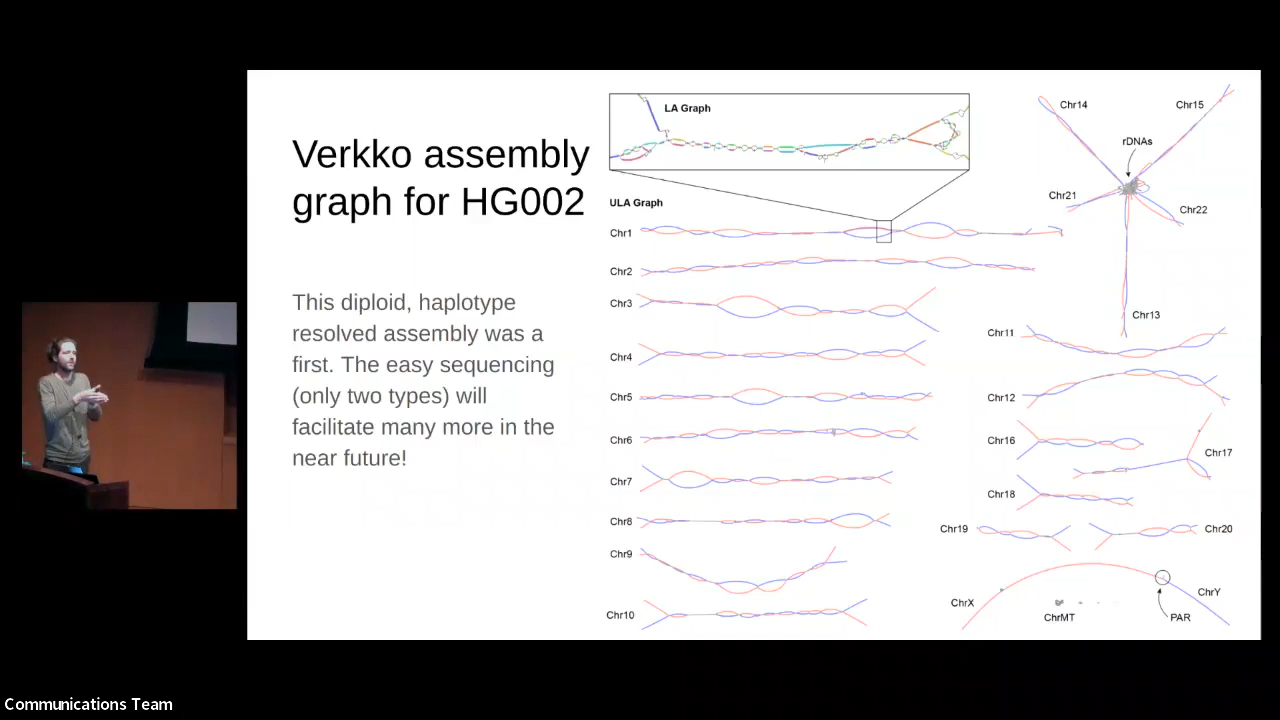 Verkko assembly
graph for HG002
This diploid, haplotype
resolved assembly was a
first. The easy sequencing
(only two types) will
facilitate many more in the
near future!
LA Graph
ULA Graph
Chr1
Chr2
Chr3
Chr4
Chr5
Chr6
Chr7
Chr8
Chr9
Chr10
Chr14
Chr15
rDNAs
Chr21
Chr22
Chr13
Chr11
Chr12
Chr16
Chr17
Chr18
Chr19
Chr20
ChrX
ChrY
ChrMT
PAR
Communications Team